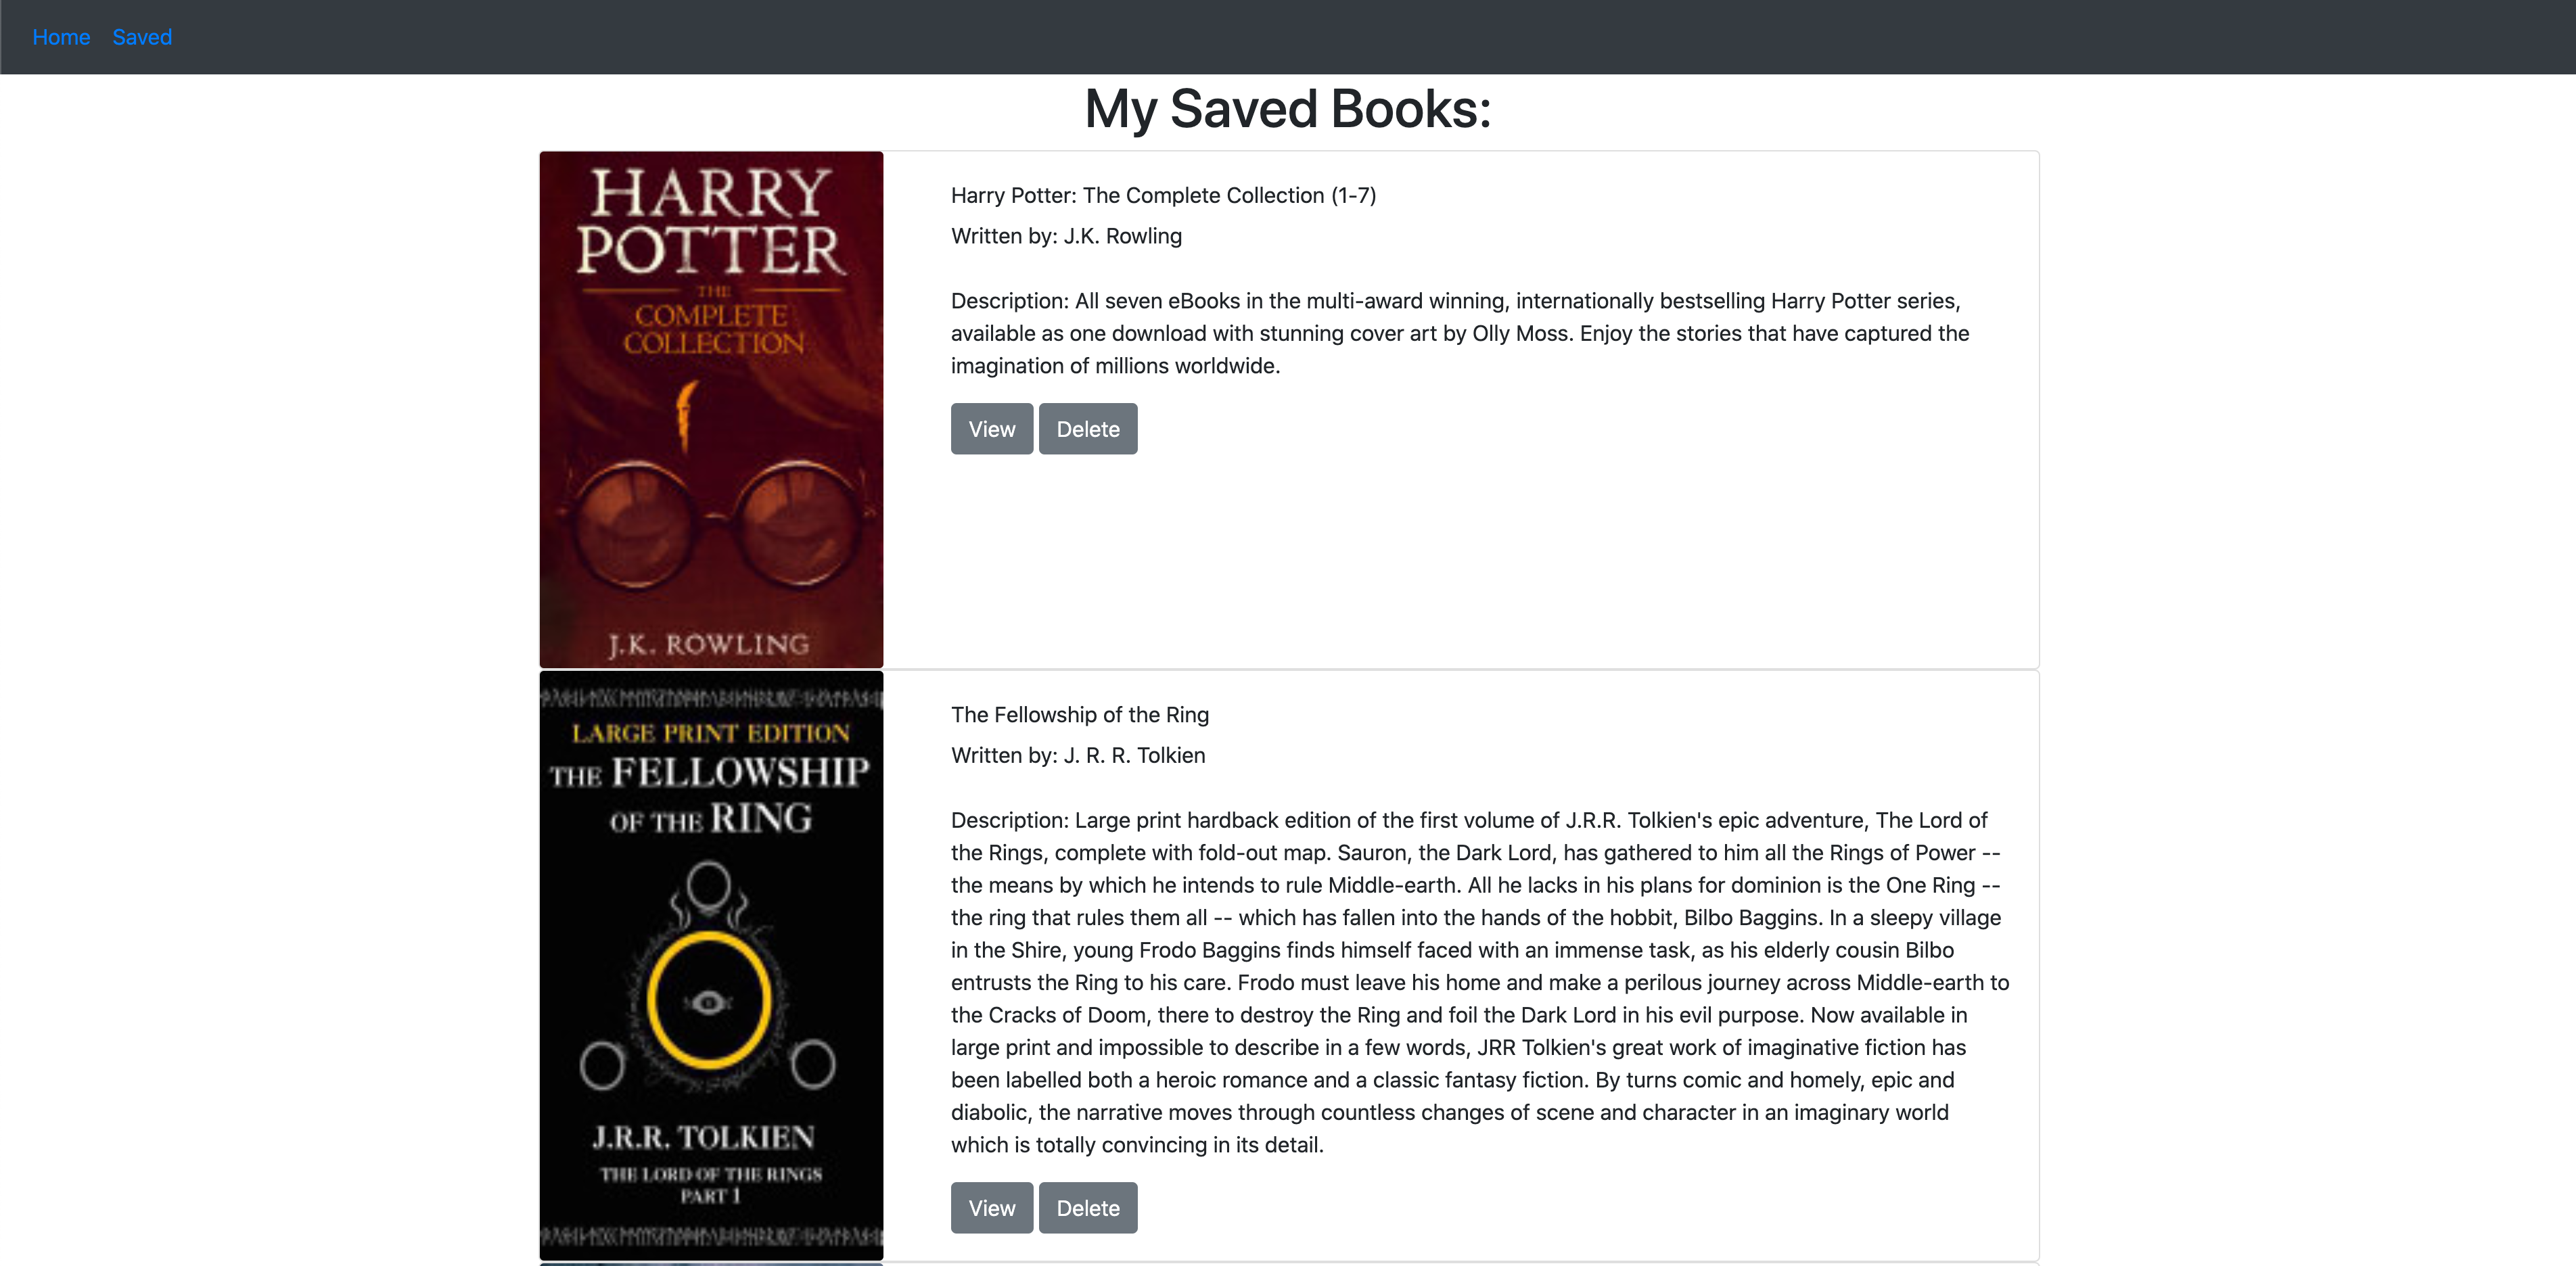 Home Saved
My Saved Books:
HARRY
POTTER
THE
COMPLETE
COLLECTION
J.K. ROWLING
Harry Potter: The Complete Collection (1-7)
Written by: J.K. Rowling
Description: All seven eBooks in the multi-award winning, internationally bestselling Harry Potter series,
available as one download with stunning cover art by Olly Moss. Enjoy the stories that have captured the
imagination of millions worldwide.
View Delete
LARGE PRINT EDITION
THE FELLOWSHIP
OF THE RING
J.R.R. TOLKIEN
THE LORD OF THE RINGS
PART 1
The Fellowship of the Ring
Written by: J. R. R. Tolkien
Description: Large print hardback edition of the first volume of J.R.R. Tolkien's epic adventure, The Lord of
the Rings, complete with fold-out map. Sauron, the Dark Lord, has gathered to him all the Rings of Power --
the means by which he intends to rule Middle-earth. All he lacks in his plans for dominion is the One Ring --
the ring that rules them all -- which has fallen into the hands of the hobbit, Bilbo Baggins. In a sleepy village
in the Shire, young Frodo Baggins finds himself faced with an immense task, as his elderly cousin Bilbo
entrusts the Ring to his care. Frodo must leave his home and make a perilous journey across Middle-earth to
the Cracks of Doom, there to destroy the Ring and foil the Dark Lord in his evil purpose. Now available in
large print and impossible to describe in a few words, JRR Tolkien's great work of imaginative fiction has
been labelled both a heroic romance and a classic fantasy fiction. By turns comic and homely, epic and
diabolic, the narrative moves through countless changes of scene and character in an imaginary world
which is totally convincing in its detail.
View Delete